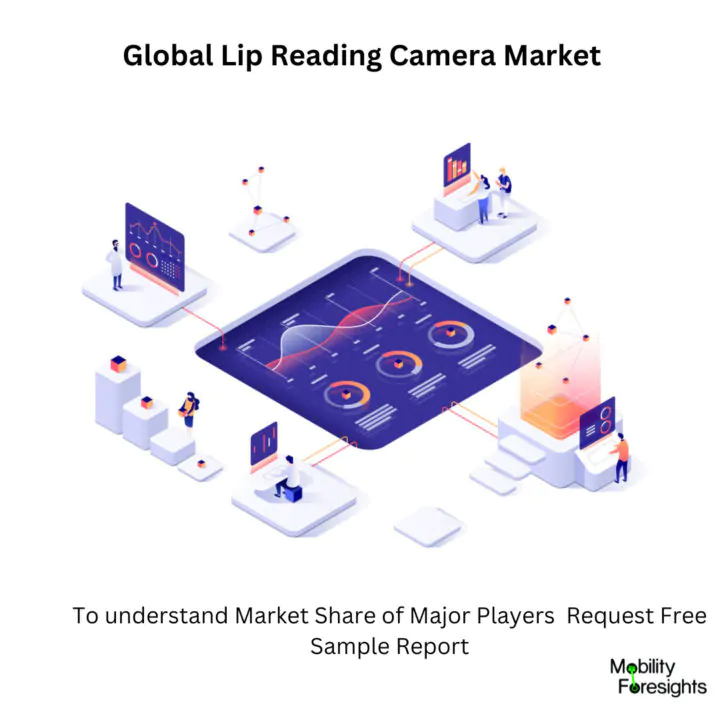 Global Lip Reading Camera Market
To understand Market Share of Major Players  Request Free
Sample Report
Mobility
Foresights